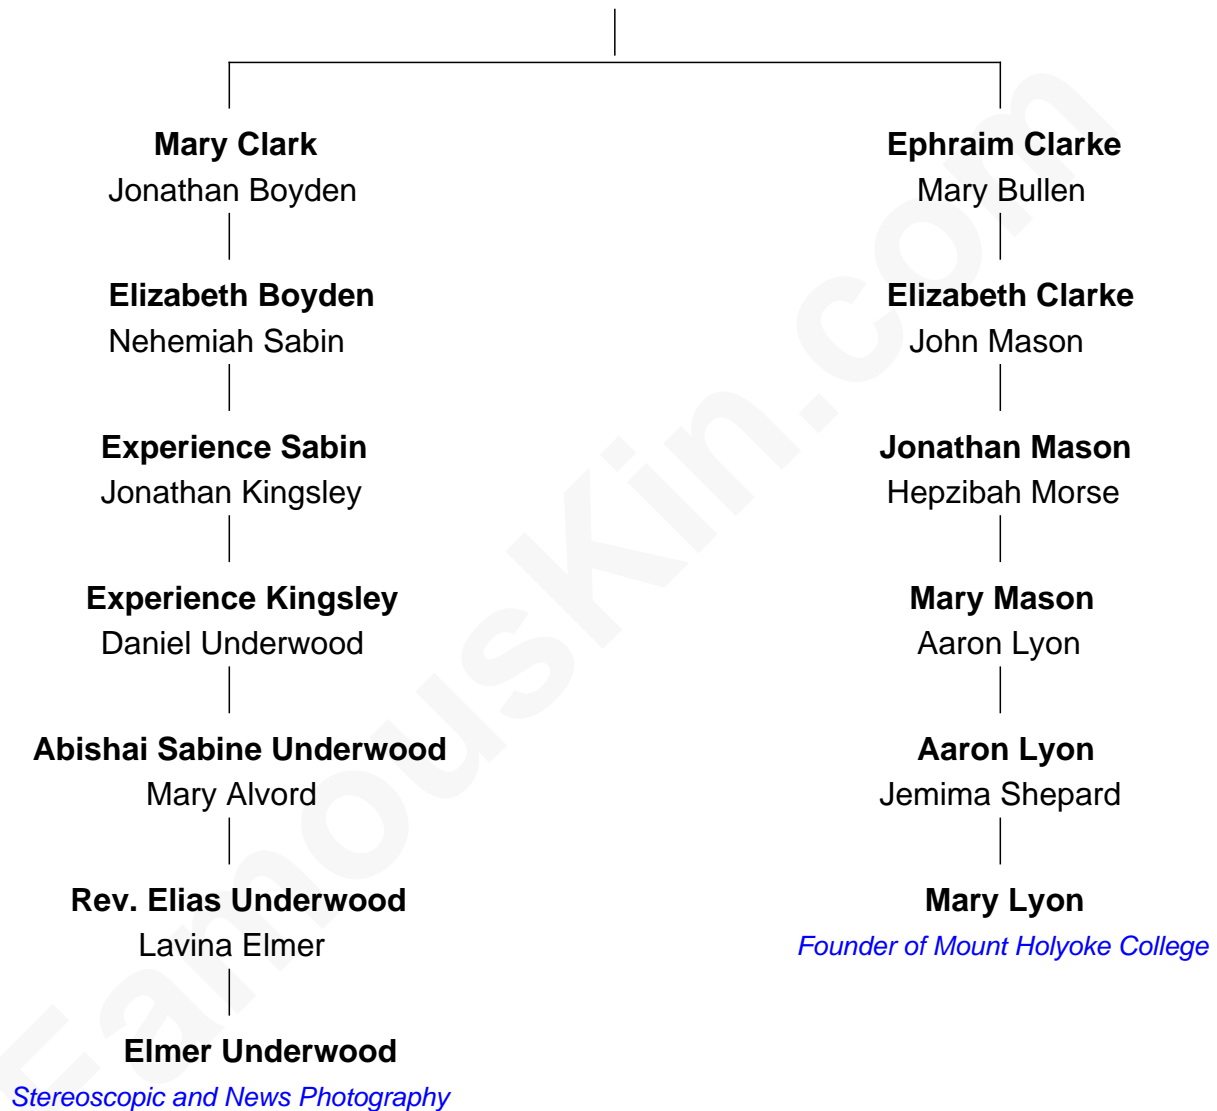 Mary Clark
Jonathan Boyden
Elizabeth Boyden
Nehemiah Sabin
Experience Sabin
Jonathan Kingsley
Experience Kingsley
Daniel Underwood
Abishai Sabine Underwood
Mary Alvord
Rev. Elias Underwood
Lavina Elmer
Elmer Underwood
Stereoscopic and News Photography
Ephraim Clarke
Mary Bullen
Elizabeth Clarke
John Mason
Jonathan Mason
Hepzibah Morse
Mary Mason
Aaron Lyon
Aaron Lyon
Jemima Shepard
Mary Lyon
Founder of Mount Holyoke College
FamousKin.com